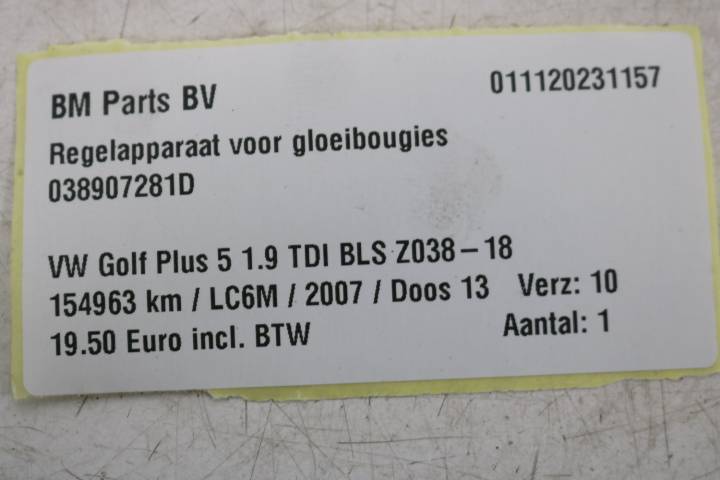 BM Parts BV 011120231157
Regelapparaat voor gloeibougies
038907281D
VW Golf Plus 5 1.9 TDI BLS Z038-18
154963 km / LC6M / 2007 / Doos 13 Verz: 10
19.50 Euro incl. BTW Aantal: 1